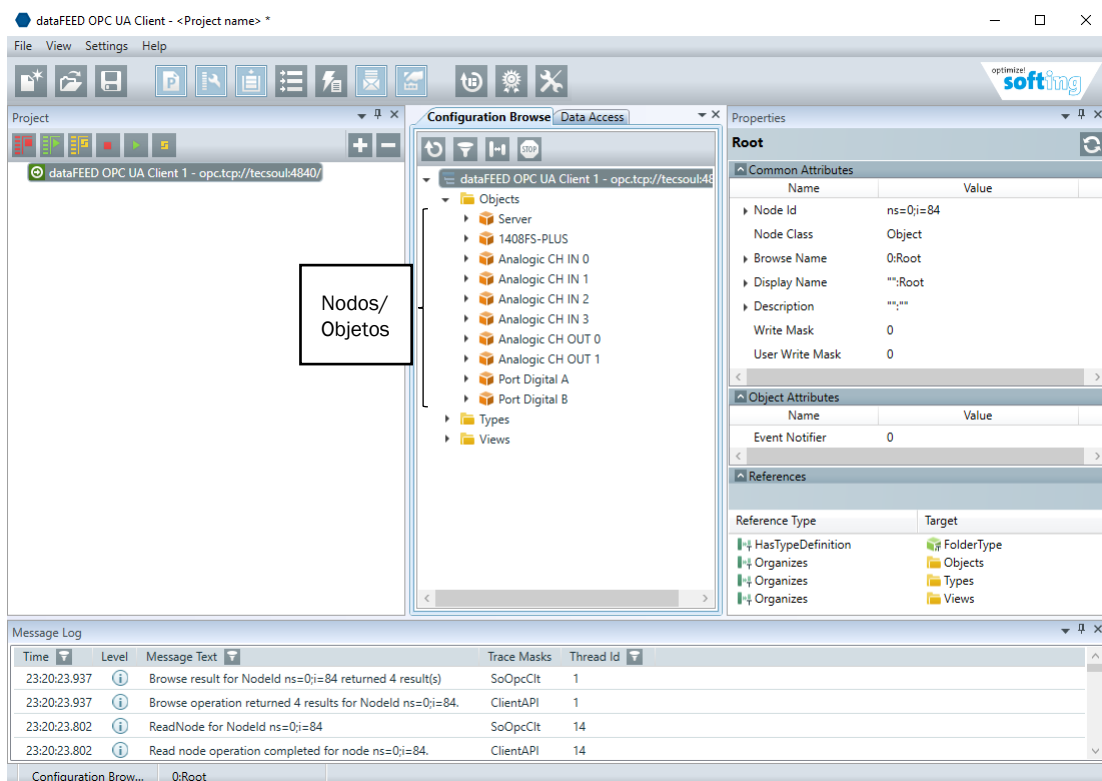 dataFEED OPC UA Client - <Project name> *
File View Settings Help
optimize!
softing
Project
dataFEED OPC UA Client 1 - opc.tcp://tecsoul:4840/
Nodos/
Objetos
Configuration Browse Data Access
STOP
dataFEED OPC UA Client 1 - opc.tcp://tecsoul:48
Objects
Server
1408FS-PLUS
Analogic CH IN 0
Analogic CH IN 1
Analogic CH IN 2
Analogic CH IN 3
Analogic CH OUT 0
Analogic CH OUT 1
Port Digital A
Port Digital B
Types
Views
Properties
Root
Common Attributes
Name Value
Node Id ns=0;i=84
Node Class Object
Browse Name 0:Root
Display Name "":Root
Description "":""
Write Mask 0
User Write Mask 0
Object Attributes
Name Value
Event Notifier 0
References
Reference Type Target
HasTypeDefinition FolderType
Organizes Objects
Organizes Types
Organizes Views
Message Log
Time Level Message Text Trace Masks Thread Id
23:20:23.937 Browse result for NodeId ns=0;i=84 returned 4 result(s) SoOpcClt 1
23:20:23.937 Browse operation returned 4 results for NodeId ns=0;i=84. ClientAPI 1
23:20:23.802 ReadNode for NodeId ns=0;i=84 SoOpcClt 14
23:20:23.802 Read node operation completed for node ns=0;i=84. ClientAPI 14
Configuration Brow... 0:Root